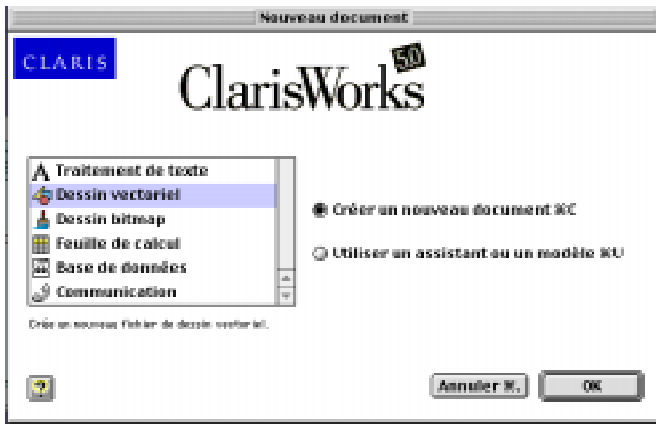 Nouveau document
CLARIS
ClarisWorks 5.0
Traitement de texte
Dessin vectoriel
Dessin bitmap
Feuille de calcul
Base de données
Communication
Créer un nouveau document ⌘C
Utiliser un assistant ou un modèle ⌘U
Crée un nouveau fichier de dessin vectoriel.
?
Annuler ⌘.
OK